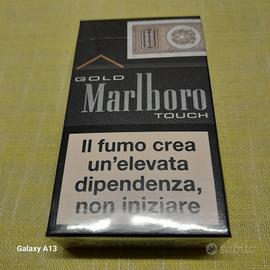 GOLD
Marlboro
TOUCH
Il fumo crea
un'elevata
dipendenza,
non iniziare
Galaxy A13
subito